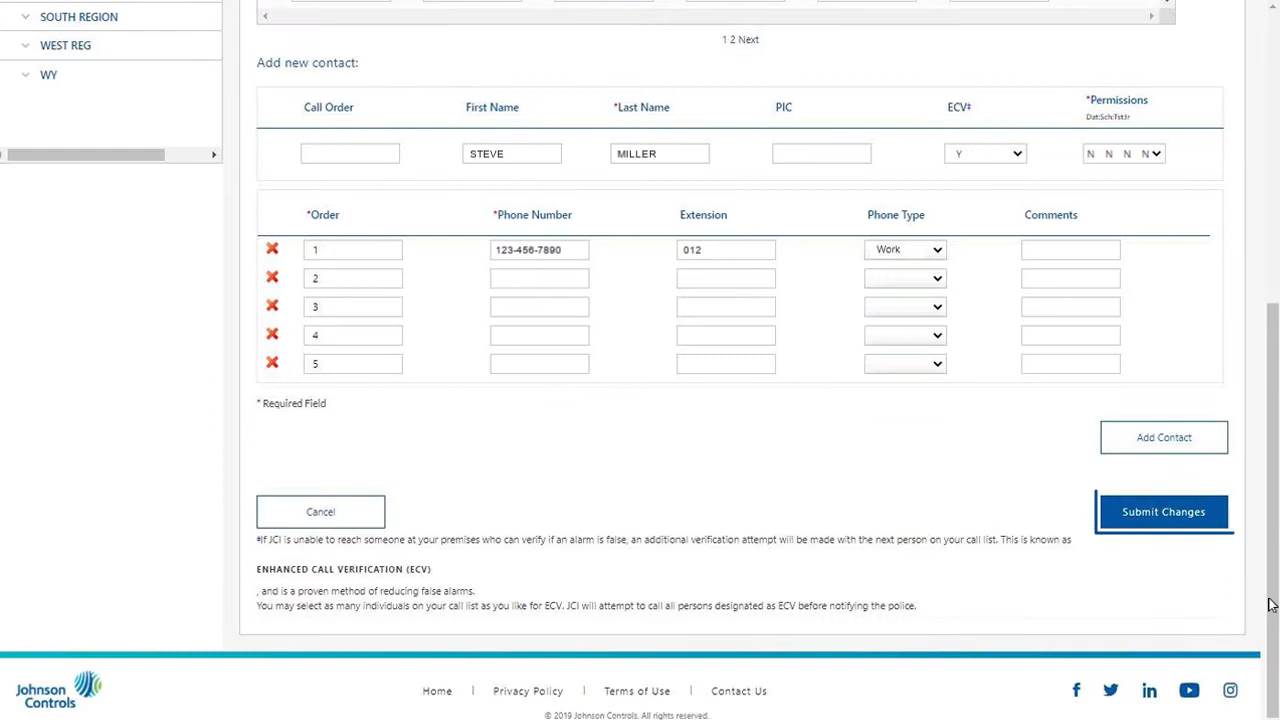 SOUTH REGION
WEST REG
WY
1 2 Next
Add new contact:
Call Order First Name *Last Name PIC ECV‡ *Permissions
Dat:Sch:Tst:Ir
STEVE MILLER Y N N N N
*Order *Phone Number Extension Phone Type Comments
1 123-456-7890 012 Work
2
3
4
5
* Required Field
Add Contact
Cancel Submit Changes
‡If JCI is unable to reach someone at your premises who can verify if an alarm is false, an additional verification attempt will be made with the next person on your call list. This is known as
ENHANCED CALL VERIFICATION (ECV)
, and is a proven method of reducing false alarms.
You may select as many individuals on your call list as you like for ECV. JCI will attempt to call all persons designated as ECV before notifying the police.
Johnson Controls
Home | Privacy Policy | Terms of Use | Contact Us
© 2019 Johnson Controls. All rights reserved.